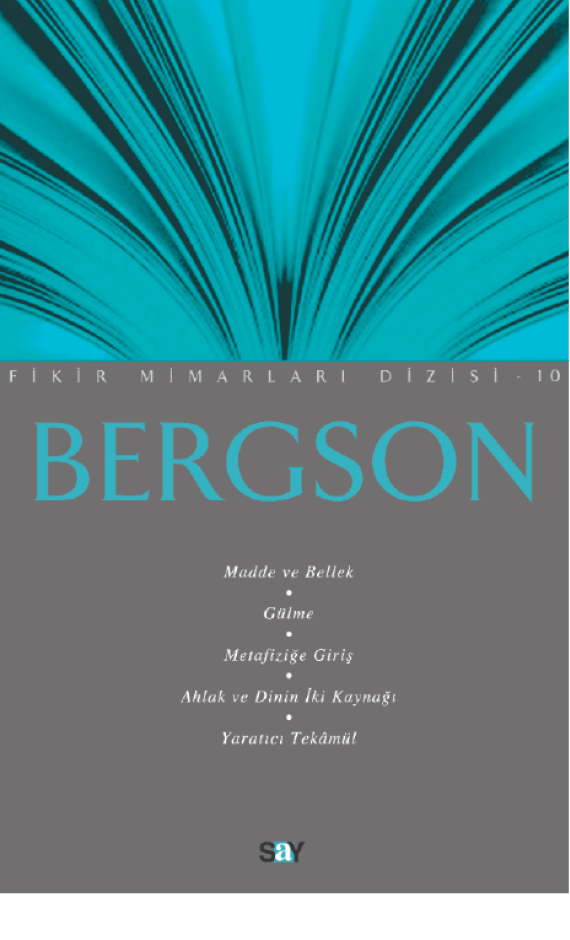 FİKİR MİMARLARI DİZİSİ - 10
BERGSON
Madde ve Bellek
•
Gülme
•
Metafiziğe Giriş
•
Ahlak ve Dinin İki Kaynağı
•
Yaratıcı Tekâmül
SaY